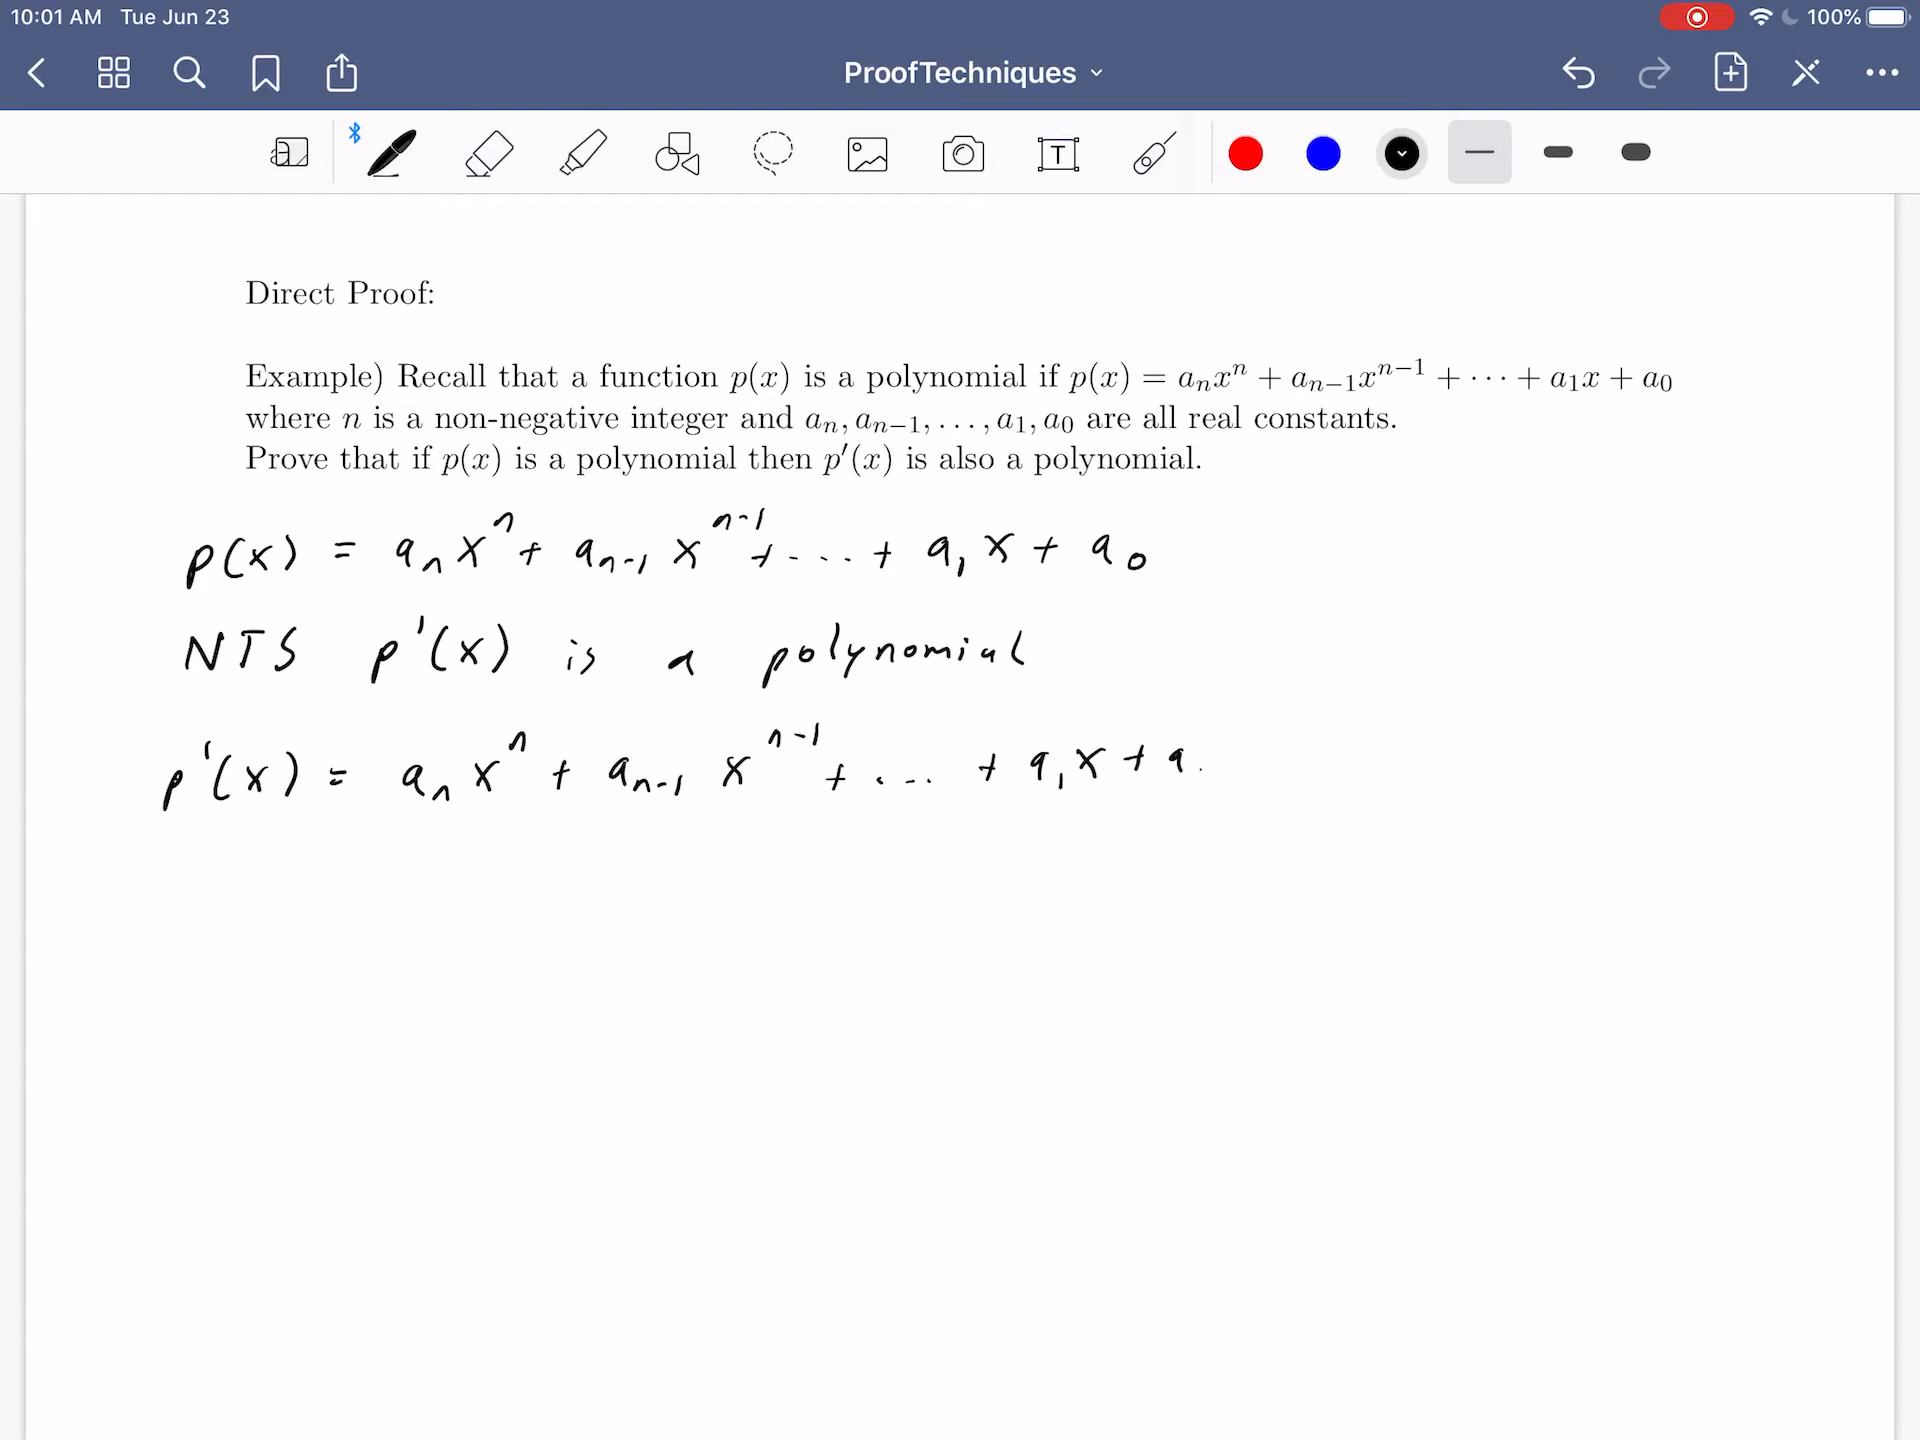 10:01 AM Tue Jun 23 100%
ProofTechniques
Direct Proof:
Example) Recall that a function p(x) is a polynomial if p(x) = aₙxⁿ + aₙ₋₁xⁿ⁻¹ + ⋯ + a₁x + a₀
where n is a non-negative integer and aₙ, aₙ₋₁, …, a₁, a₀ are all real constants.
Prove that if p(x) is a polynomial then p′(x) is also a polynomial.
p(x) = aₙxⁿ + aₙ₋₁xⁿ⁻¹ + ... + a₁x + a₀
NTS p'(x) is a polynomial
p'(x) = aₙxⁿ + aₙ₋₁xⁿ⁻¹ + ... + a₁x + a.